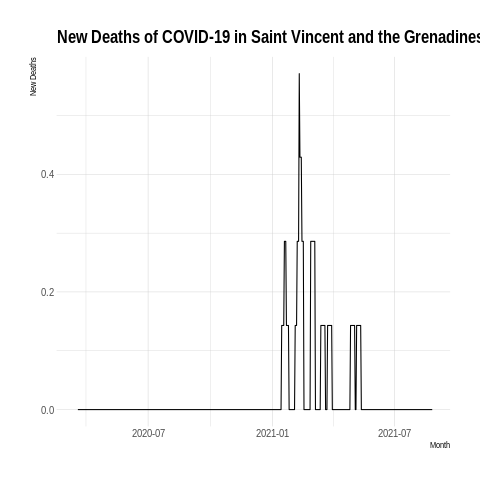 New Deaths of COVID-19 in Saint Vincent and the Grenadines
New Deaths
0.4
0.2
0.0
2020-07
2021-01
2021-07
Month